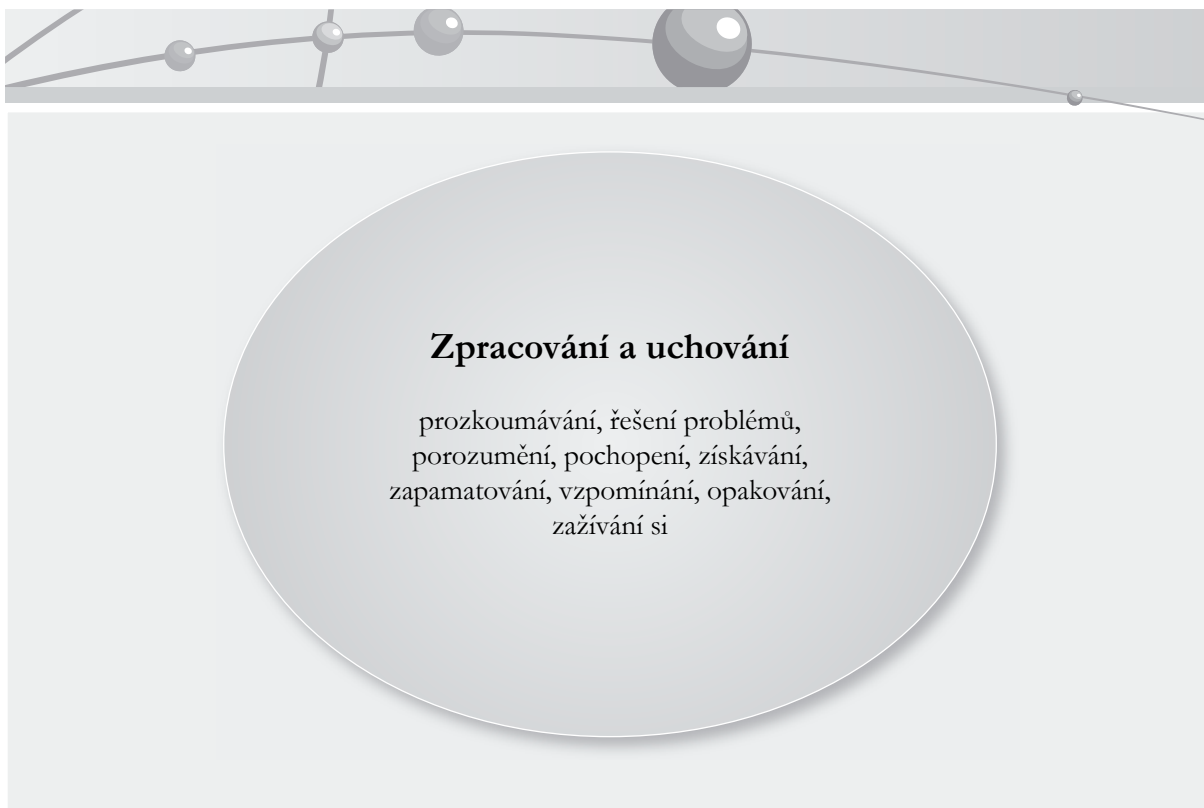 Zpracování a uchování
prozkoumávání, řešení problémů,
porozumění, pochopení, získávání,
zapamatování, vzpomínání, opakování,
zažívání si